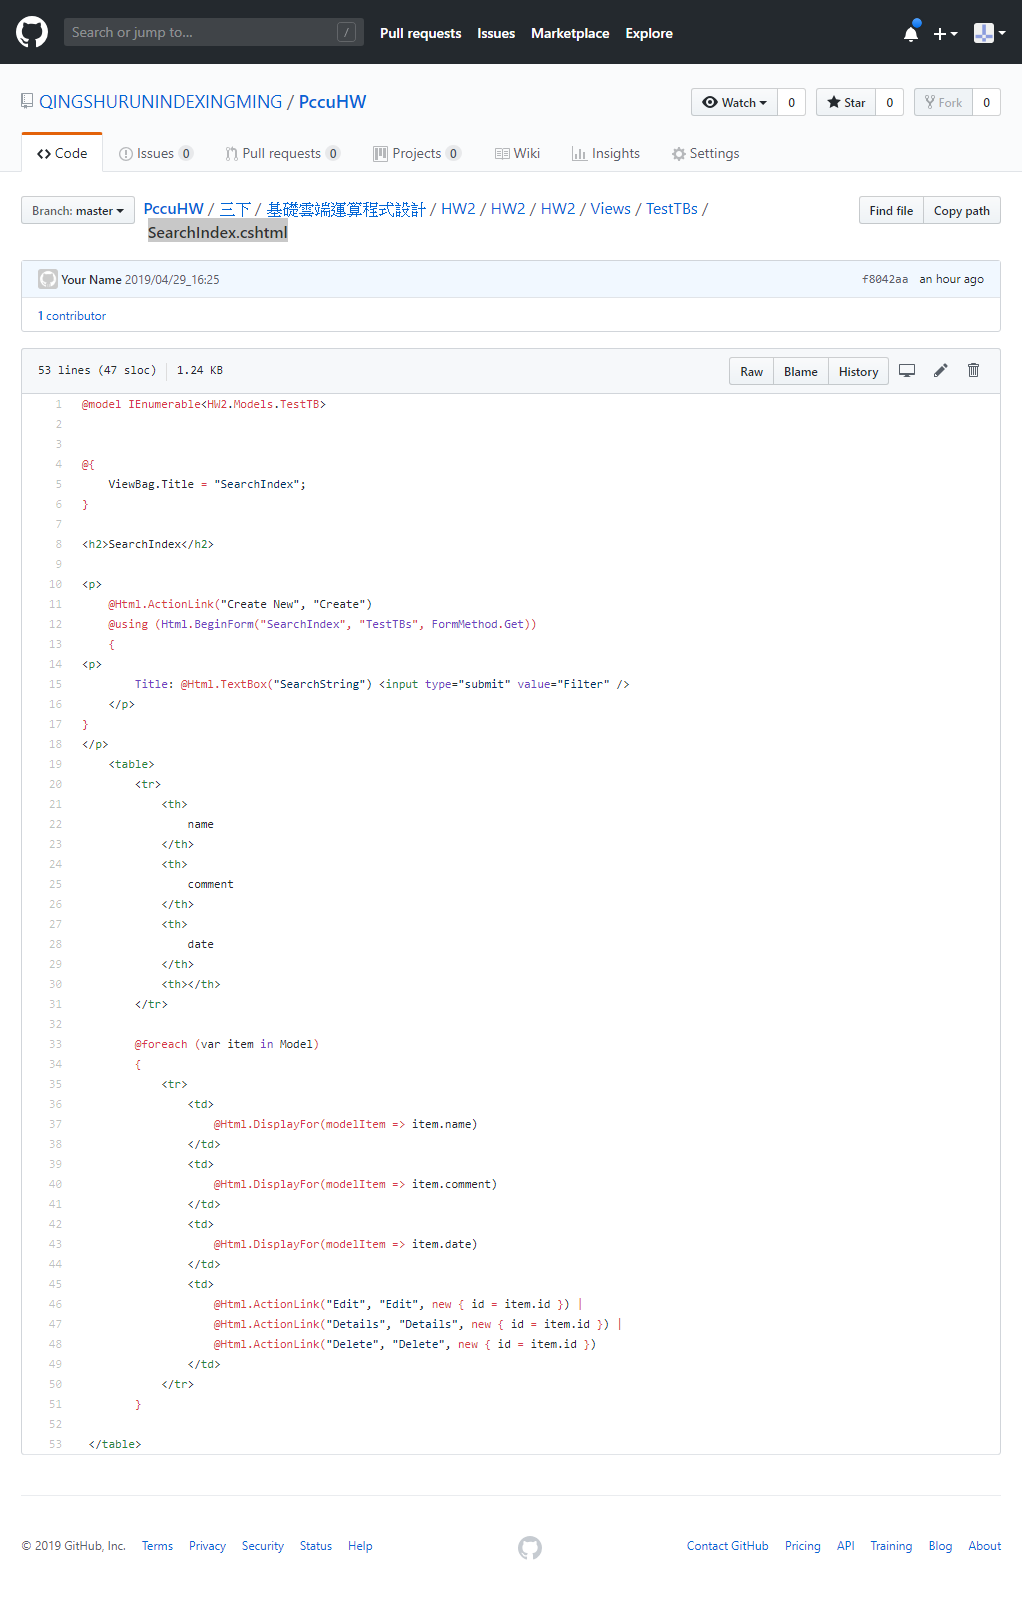 Search or jump to... / Pull requests Issues Marketplace Explore
QINGSHURUNINDEXINGMING / PccuHW Watch 0 Star 0 Fork 0
Code Issues 0 Pull requests 0 Projects 0 Wiki Insights Settings
Branch: master PccuHW / 三下 / 基礎雲端運算程式設計 / HW2 / HW2 / HW2 / Views / TestTBs / Find file Copy path
SearchIndex.cshtml
Your Name 2019/04/29_16:25 f8042aa an hour ago
1 contributor
53 lines (47 sloc) 1.24 KB Raw Blame History
1 @model IEnumerable<HW2.Models.TestTB>
2
3
4 @{
5 ViewBag.Title = "SearchIndex";
6 }
7
8 <h2>SearchIndex</h2>
9
10 <p>
11 @Html.ActionLink("Create New", "Create")
12 @using (Html.BeginForm("SearchIndex", "TestTBs", FormMethod.Get))
13 {
14 <p>
15 Title: @Html.TextBox("SearchString") <input type="submit" value="Filter" />
16 </p>
17 }
18 </p>
19 <table>
20 <tr>
21 <th>
22 name
23 </th>
24 <th>
25 comment
26 </th>
27 <th>
28 date
29 </th>
30 <th></th>
31 </tr>
32
33 @foreach (var item in Model)
34 {
35 <tr>
36 <td>
37 @Html.DisplayFor(modelItem => item.name)
38 </td>
39 <td>
40 @Html.DisplayFor(modelItem => item.comment)
41 </td>
42 <td>
43 @Html.DisplayFor(modelItem => item.date)
44 </td>
45 <td>
46 @Html.ActionLink("Edit", "Edit", new { id = item.id }) |
47 @Html.ActionLink("Details", "Details", new { id = item.id }) |
48 @Html.ActionLink("Delete", "Delete", new { id = item.id })
49 </td>
50 </tr>
51 }
52
53 </table>
© 2019 GitHub, Inc. Terms Privacy Security Status Help Contact GitHub Pricing API Training Blog About